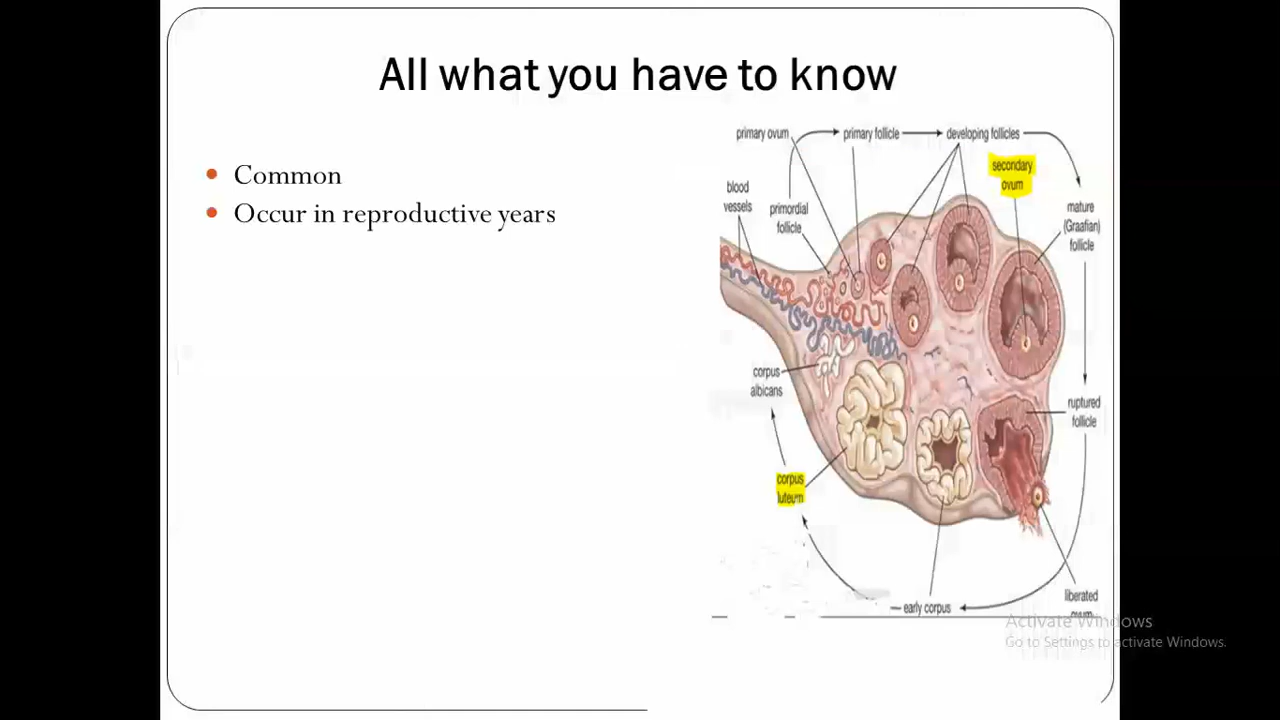 All what you have to know
Common
Occur in reproductive years
primary ovum
primary follicle
developing follicles
secondary
ovum
blood
vessels
primordial
follicle
mature
(Graafian)
follicle
corpus
albicans
ruptured
follicle
corpus
luteum
early corpus
liberated
ovum
Activate Windows
Go to Settings to activate Windows.